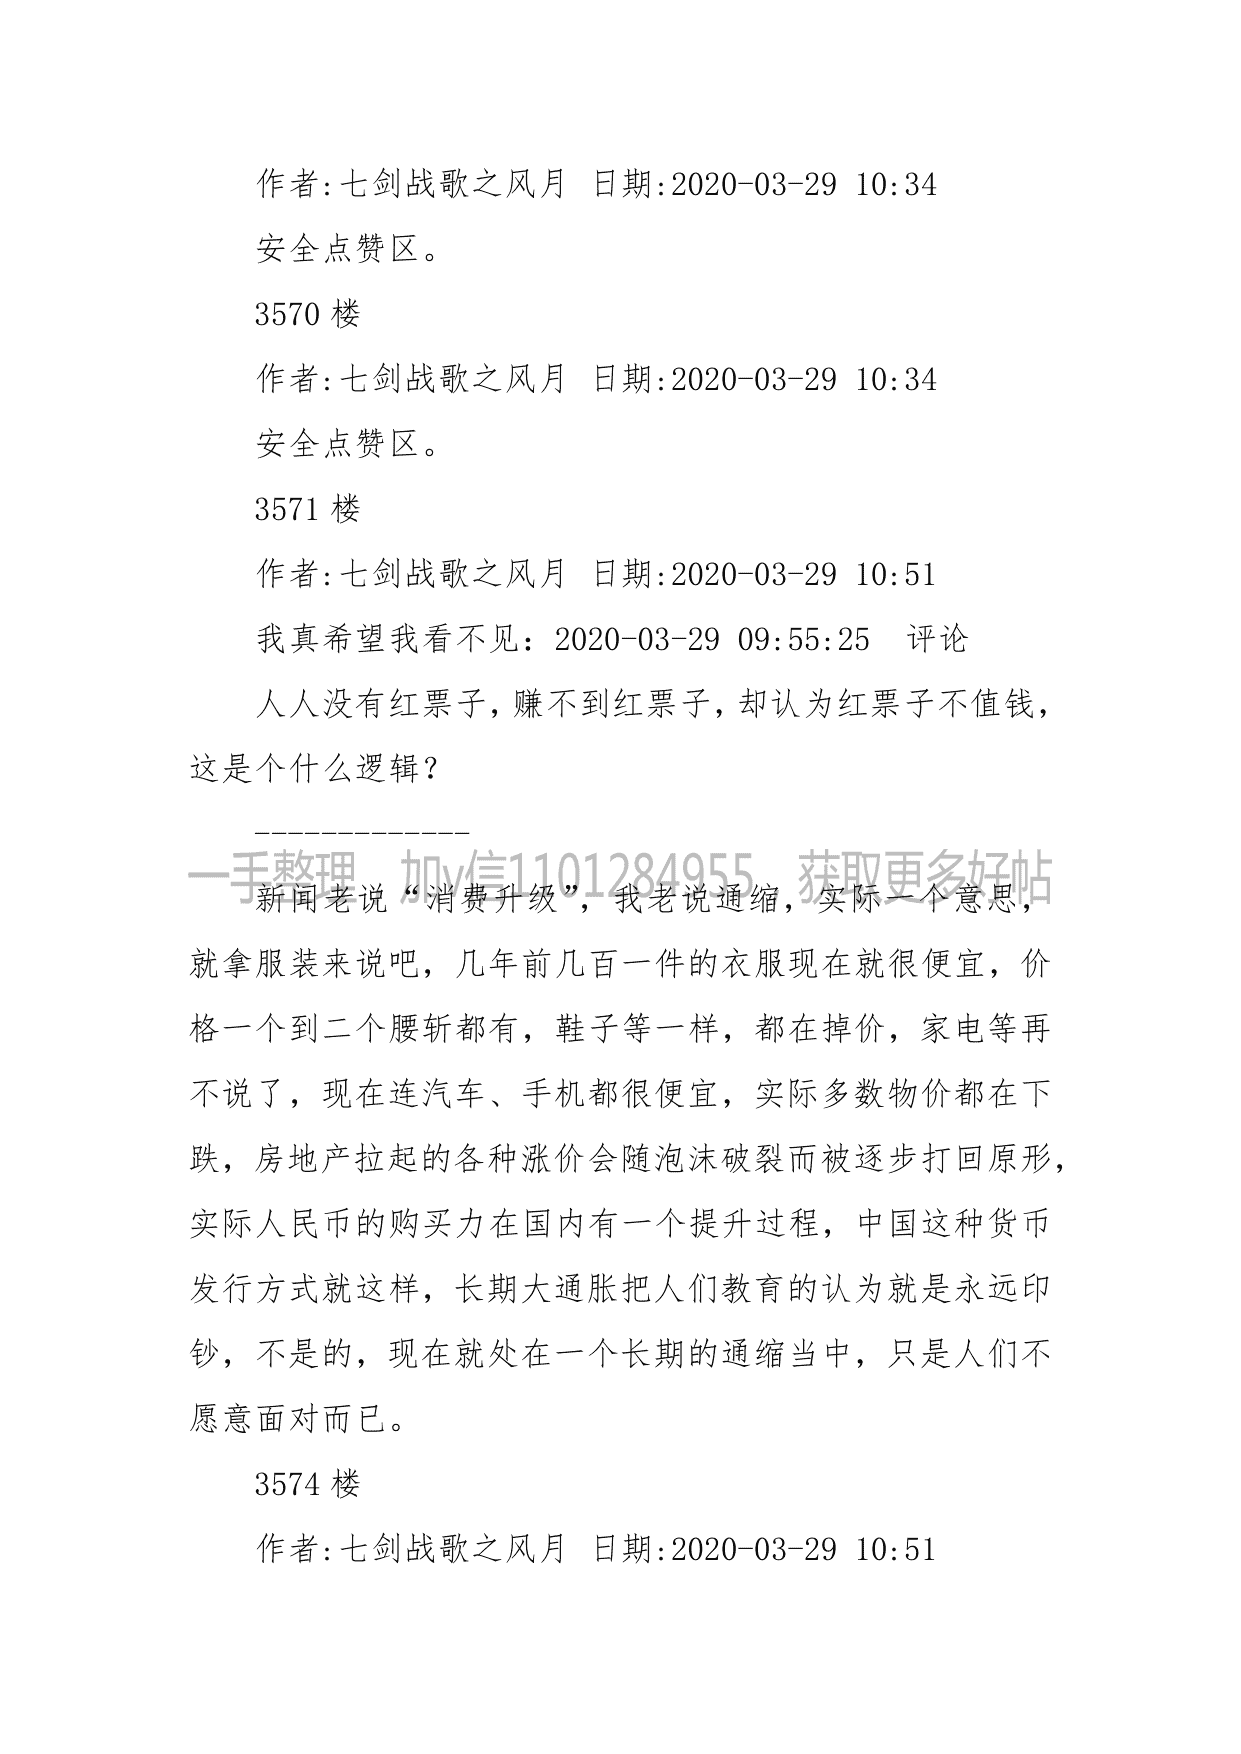 作者:七剑战歌之风月 日期:2020-03-29 10:34
安全点赞区。
3570 楼
作者:七剑战歌之风月 日期:2020-03-29 10:34
安全点赞区。
3571 楼
作者:七剑战歌之风月 日期:2020-03-29 10:51
我真希望我看不见：2020-03-29 09:55:25 评论
人人没有红票子，赚不到红票子，却认为红票子不值钱，
这是个什么逻辑？
-------------
一手整理 加v信1101284955 获取更多好帖
新闻老说“消费升级”，我老说通缩，实际一个意思，
就拿服装来说吧，几年前几百一件的衣服现在就很便宜，价
格一个到二个腰斩都有，鞋子等一样，都在掉价，家电等再
不说了，现在连汽车、手机都很便宜，实际多数物价都在下
跌，房地产拉起的各种涨价会随泡沫破裂而被逐步打回原形，
实际人民币的购买力在国内有一个提升过程，中国这种货币
发行方式就这样，长期大通胀把人们教育的认为就是永远印
钞，不是的，现在就处在一个长期的通缩当中，只是人们不
愿意面对而已。
3574 楼
作者:七剑战歌之风月 日期:2020-03-29 10:51